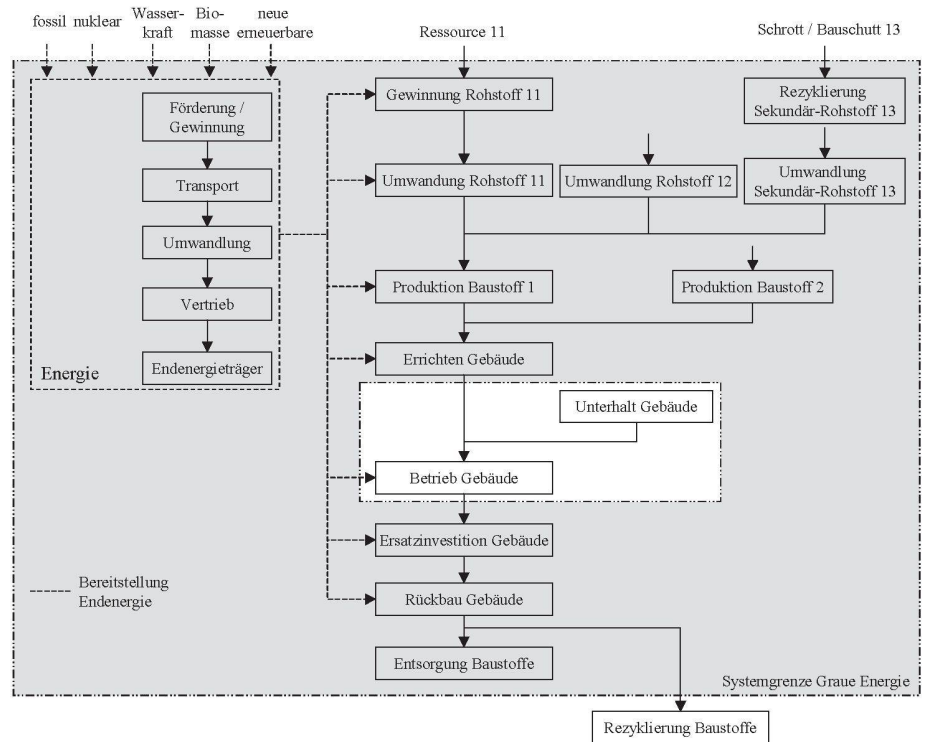 fossil
nuklear
Wasser-
kraft
Bio-
masse
neue
erneuerbare
Ressource 11
Schrott / Bauschutt 13
Förderung /
Gewinnung
Transport
Umwandlung
Vertrieb
Endenergieträger
Energie
Gewinnung Rohstoff 11
Rezyklierung
Sekundär-Rohstoff 13
Umwandung Rohstoff 11
Umwandlung Rohstoff 12
Umwandlung
Sekundär-Rohstoff 13
Produktion Baustoff 1
Produktion Baustoff 2
Errichten Gebäude
Unterhalt Gebäude
Betrieb Gebäude
Ersatzinvestition Gebäude
Rückbau Gebäude
Entsorgung Baustoffe
Bereitstellung
Endenergie
Systemgrenze Graue Energie
Rezyklierung Baustoffe